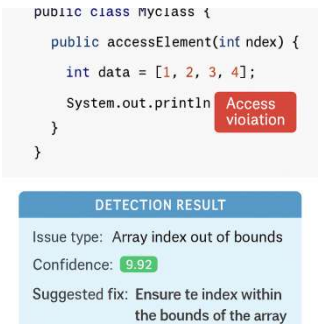 public class Myclass {
public accessElement(inf ndex) {
int data = [1, 2, 3, 4];
System.out.println Access
vioiation
}
}
DETECTION RESULT
Issue type: Array index out of bounds
Confidence: 9.92
Suggested fix: Ensure te index within
the bounds of the array